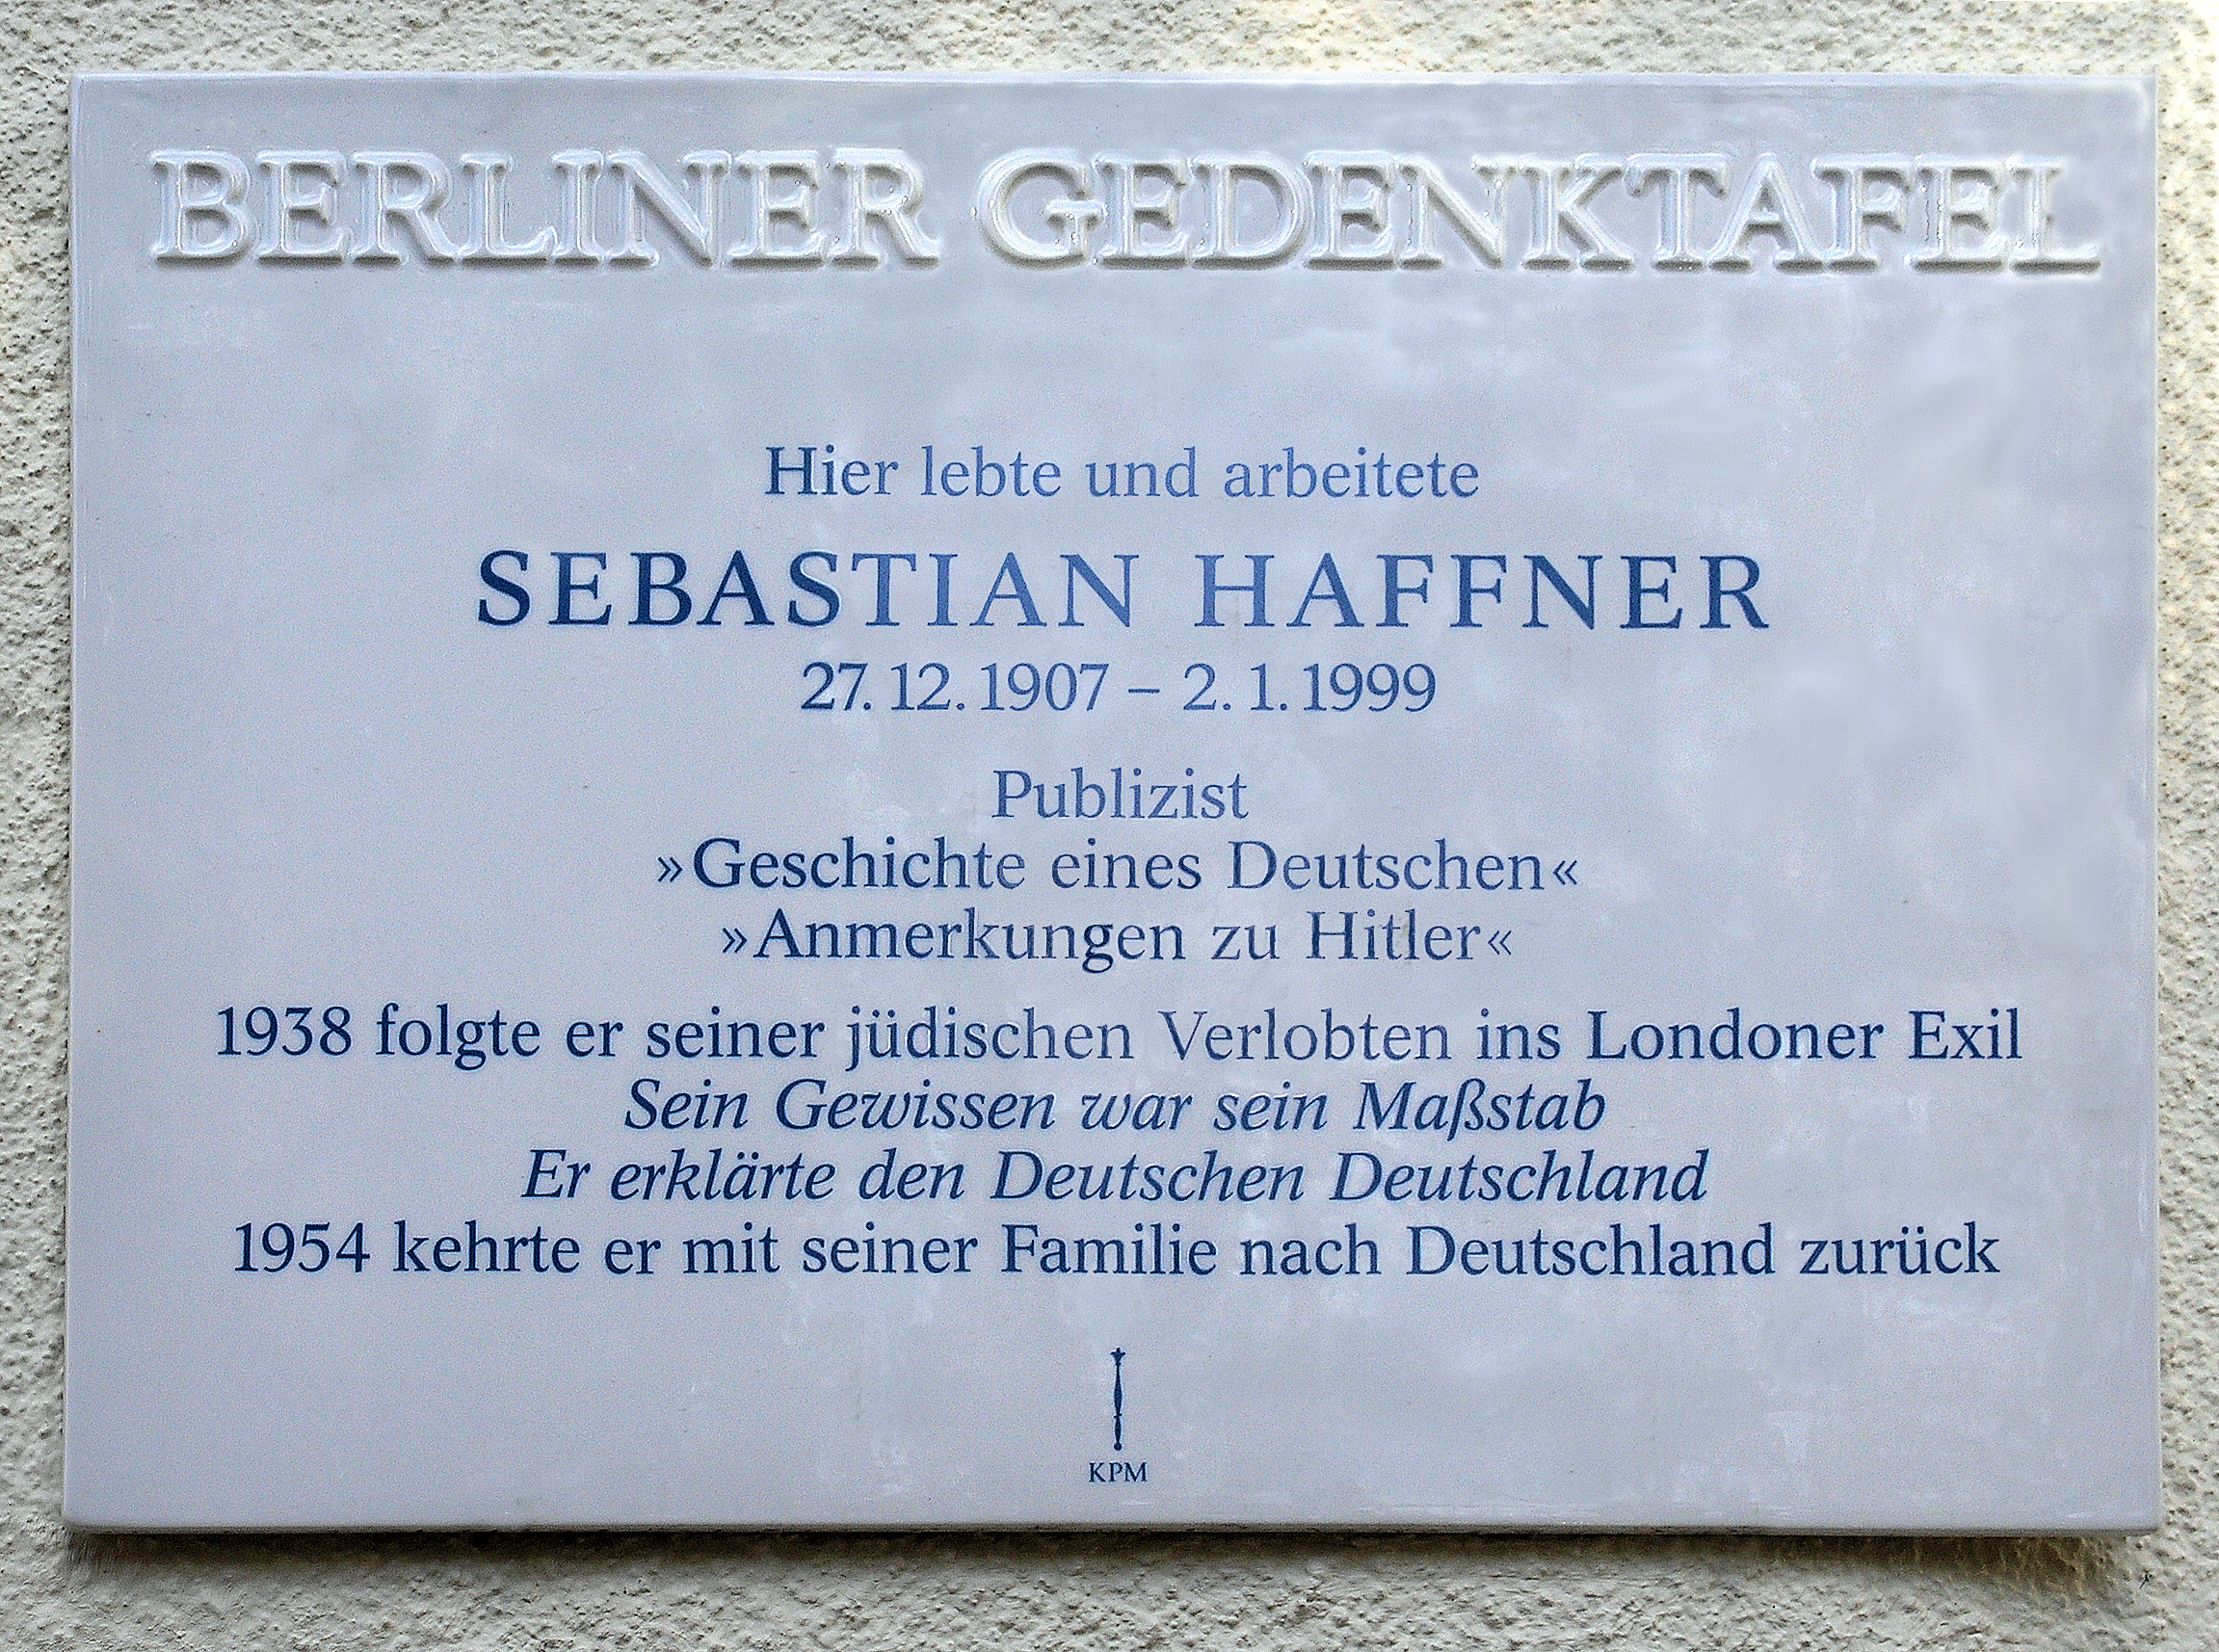 BERLINER GEDENKTAFEL
Hier lebte und arbeitete
SEBASTIAN HAFFNER
27. 12. 1907 – 2. 1. 1999
Publizist
»Geschichte eines Deutschen«
»Anmerkungen zu Hitler«
1938 folgte er seiner jüdischen Verlobten ins Londoner Exil
Sein Gewissen war sein Maßstab
Er erklärte den Deutschen Deutschland
1954 kehrte er mit seiner Familie nach Deutschland zurück
KPM